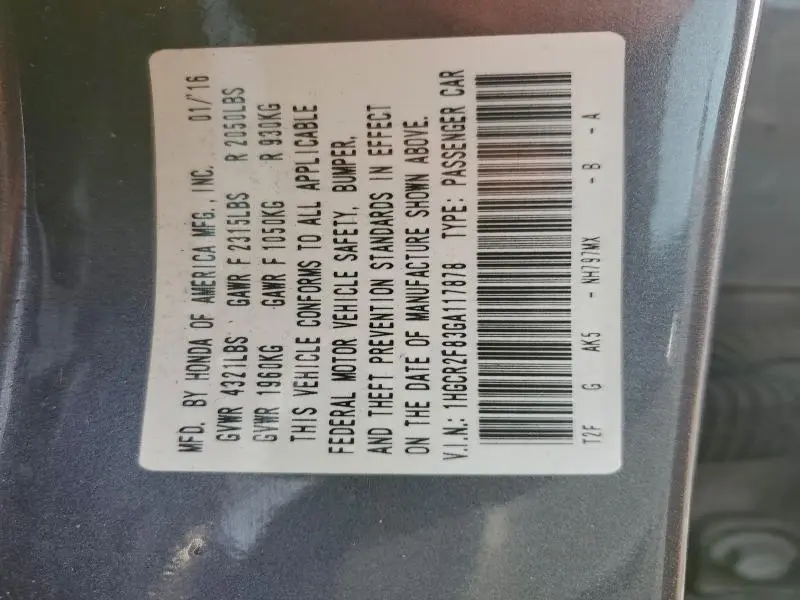 MFD. BY HONDA OF AMERICA MFG., INC. 01/'16
GVWR 4321LBS GAWR F 2315LBS R 2050LBS
GVWR 1960KG GAWR F 1050KG R 930KG
THIS VEHICLE CONFORMS TO ALL APPLICABLE
FEDERAL MOTOR VEHICLE SAFETY, BUMPER,
AND THEFT PREVENTION STANDARDS IN EFFECT
ON THE DATE OF MANUFACTURE SHOWN ABOVE.
V.I.N.: 1HGCR2F83GA117878 TYPE: PASSENGER CAR
T2F G AK5 - NH797MX - B - A